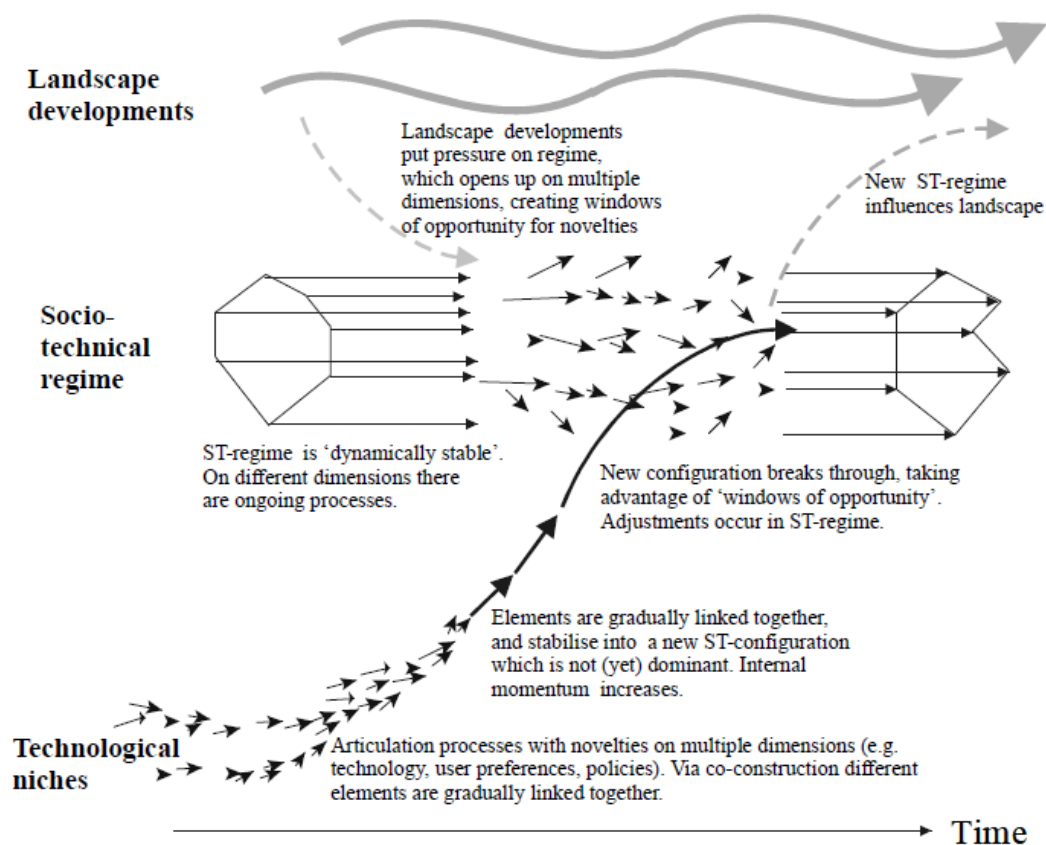 Landscape
developments
Landscape developments
put pressure on regime,
which opens up on multiple
dimensions, creating windows
of opportunity for novelties
New ST-regime
influences landscape
Socio-
technical
regime
ST-regime is ‘dynamically stable’.
On different dimensions there
are ongoing processes.
New configuration breaks through, taking
advantage of ‘windows of opportunity’.
Adjustments occur in ST-regime.
Elements are gradually linked together,
and stabilise into a new ST-configuration
which is not (yet) dominant. Internal
momentum increases.
Technological
niches
Articulation processes with novelties on multiple dimensions (e.g.
technology, user preferences, policies). Via co-construction different
elements are gradually linked together.
Time